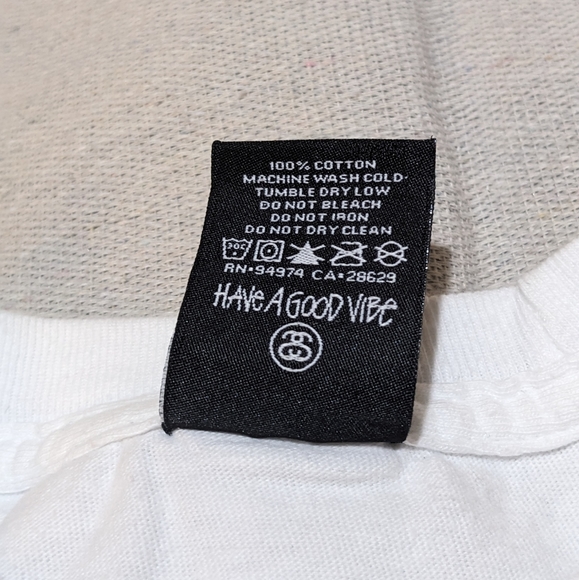 100% COTTON
MACHINE WASH COLD
TUMBLE DRY LOW
DO NOT BLEACH
DO NOT IRON
DO NOT DRY CLEAN
30C
RN-94974 CA-28629
HAVE A GOOD VIBE